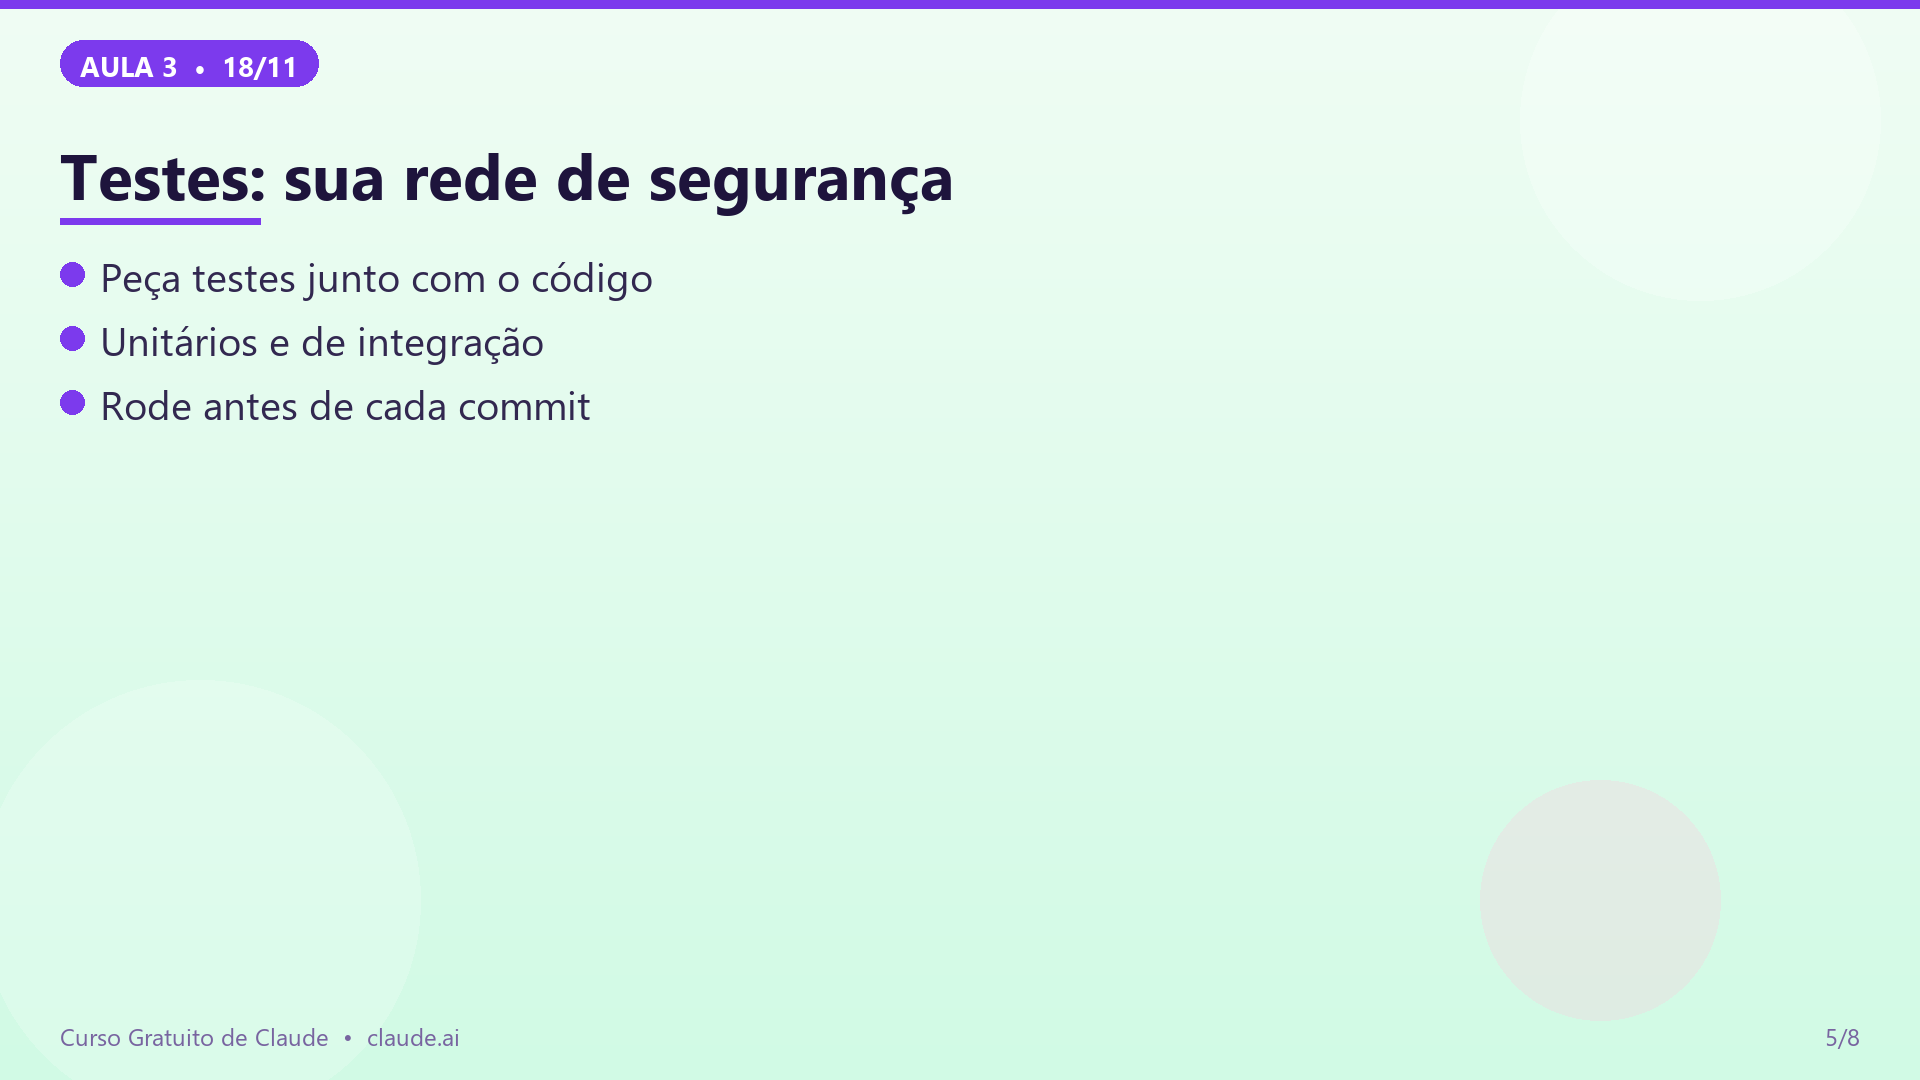 AULA 3 • 18/11
Testes: sua rede de segurança
Peça testes junto com o código
Unitários e de integração
Rode antes de cada commit
Curso Gratuito de Claude • claude.ai
5/8